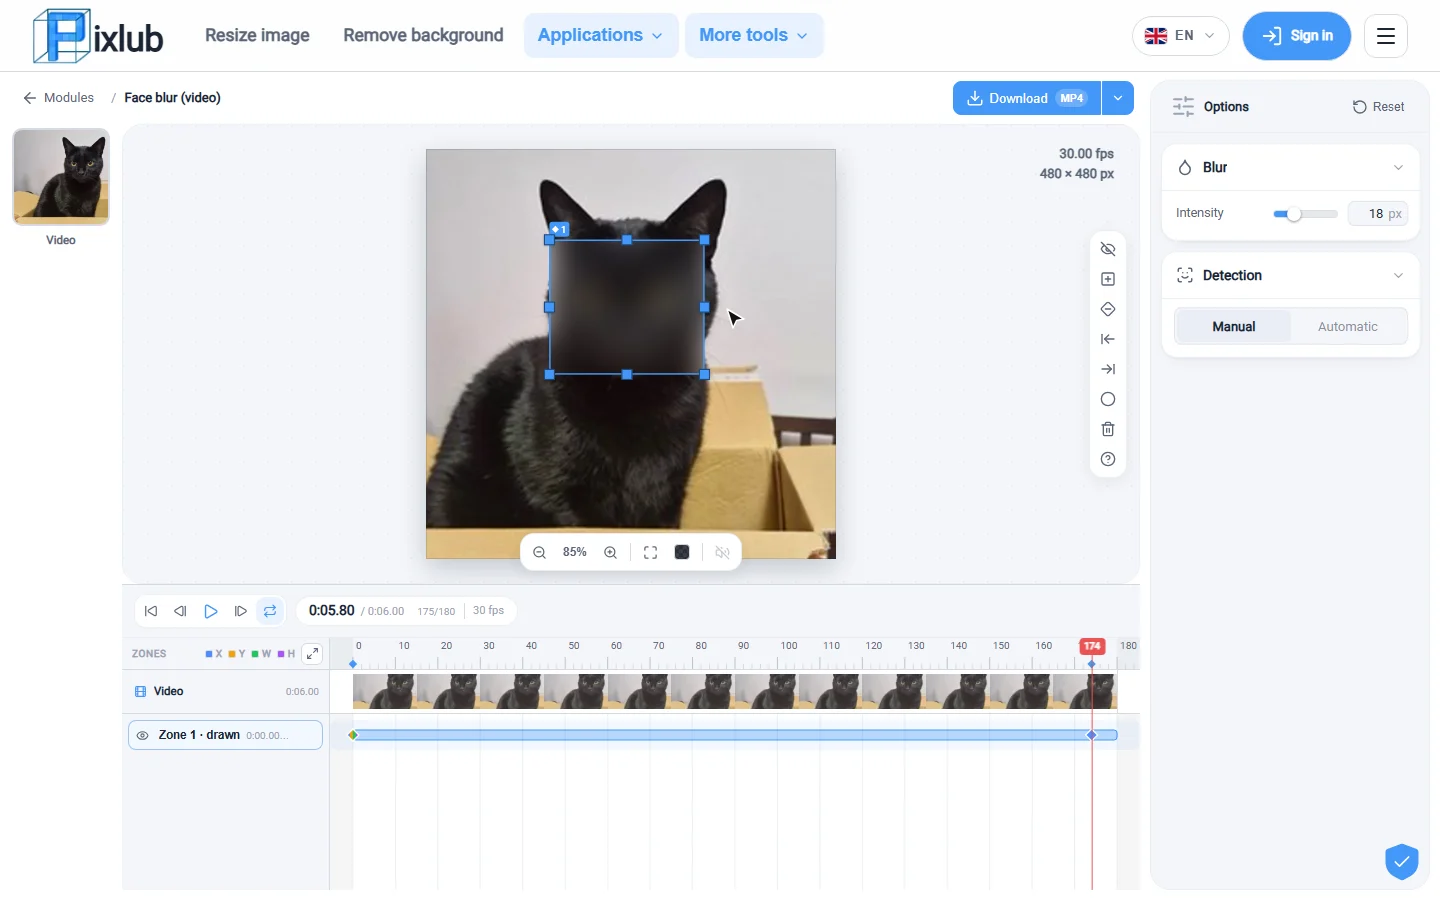 Pixlub
Resize image
Remove background
Applications
More tools
EN
Sign in
Modules / Face blur (video)
Download MP4
Options
Reset
Video
30.00 fps
480 × 480 px
Blur
Intensity
18 px
Detection
Manual
Automatic
1
85%
0:05.80 / 0:06.00 175/180 30 fps
ZONES X Y W H
0 10 20 30 40 50 60 70 80 90 100 110 120 130 140 150 160 174 180
Video 0:06.00
Zone 1 · drawn 0:00.00...